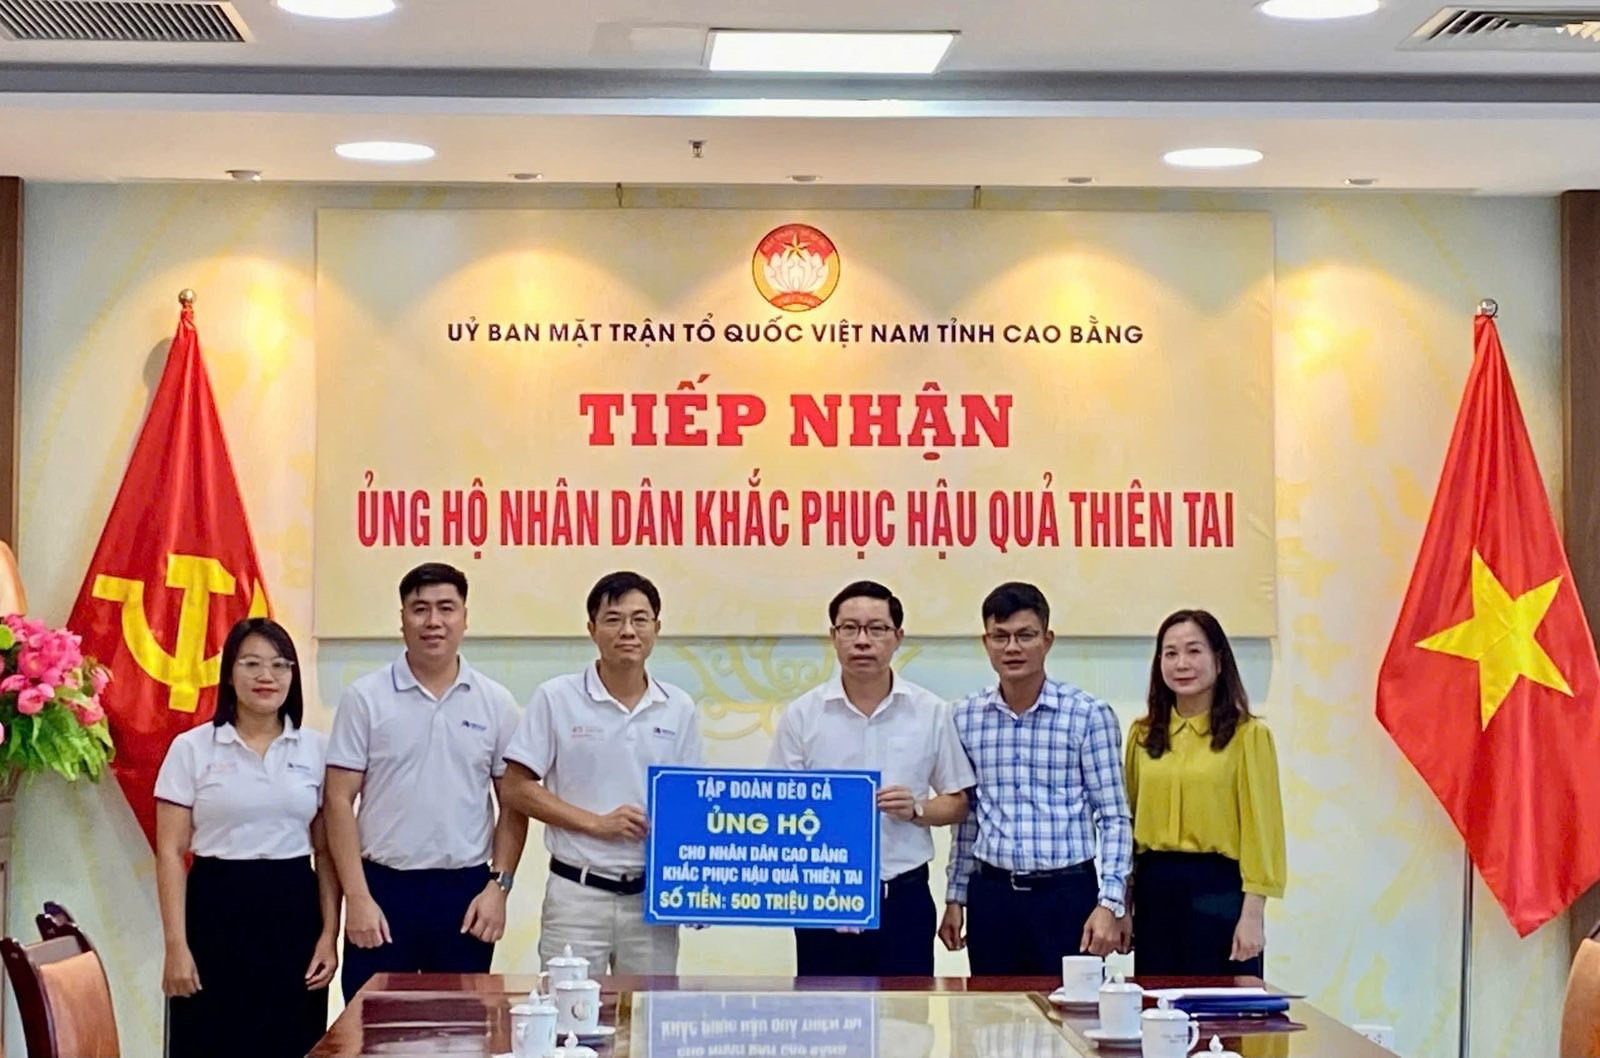 UỶ BAN MẶT TRẬN TỔ QUỐC VIỆT NAM TỈNH CAO BẰNG
TIẾP NHẬN
ỦNG HỘ NHÂN DÂN KHẮC PHỤC HẬU QUẢ THIÊN TAI
TẬP ĐOÀN ĐÈO CẢ
ỦNG HỘ
CHO NHÂN DÂN CAO BẰNG
KHẮC PHỤC HẬU QUẢ THIÊN TAI
SỐ TIỀN: 500 TRIỆU ĐỒNG